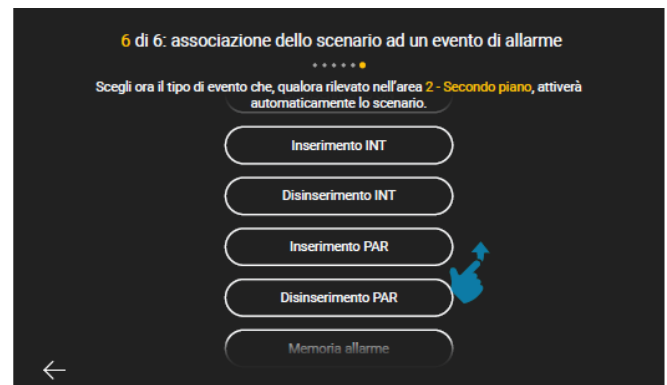 6 di 6: associazione dello scenario ad un evento di allarme
Scegli ora il tipo di evento che, qualora rilevato nell'area 2 - Secondo piano, attiverà
automaticamente lo scenario.
Inserimento INT
Disinserimento INT
Inserimento PAR
Disinserimento PAR
Memoria allarme